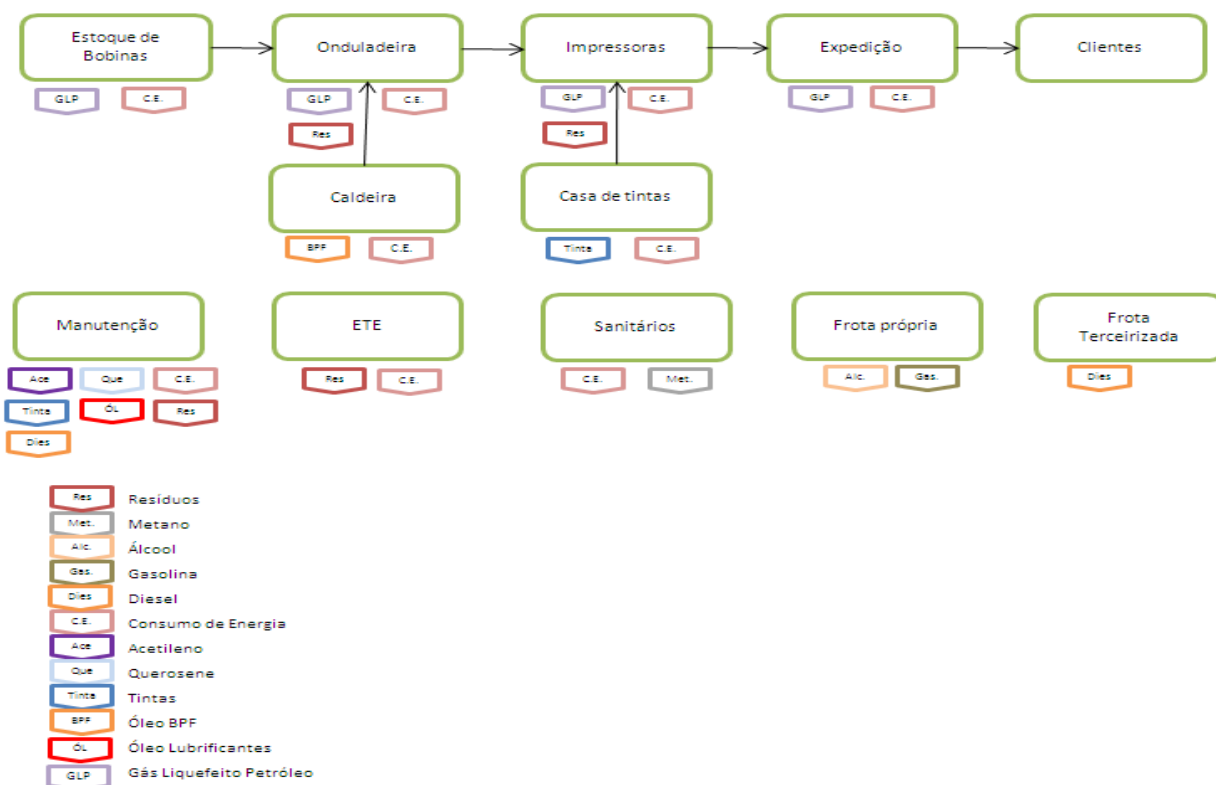 Estoque de
Bobinas
Onduladeira
Impressoras
Expedição
Clientes
GLP
C.E.
GLP
C.E.
GLP
C.E.
GLP
C.E.
Res
Res
Caldeira
Casa de tintas
BPF
C.E.
Tinta
C.E.
Manutenção
ETE
Sanitários
Frota própria
Frota
Terceirizada
Ace
Que
C.E.
Res
C.E.
C.E.
Met.
Alc.
Gas.
Dies
Tinta
ÓL
Res
Dies
Res Resíduos
Met. Metano
Alc. Álcool
Gas. Gasolina
Dies Diesel
C.E. Consumo de Energia
Ace Acetileno
Que Querosene
Tinta Tintas
BPF Óleo BPF
ÓL Óleo Lubrificantes
GLP Gás Liquefeito Petróleo